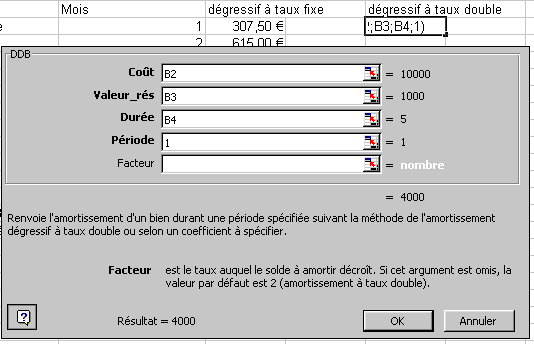 Mois dégressif à taux fixe dégressif à taux double
1 307,50 € !;B3;B4;1)
2 615,00 €
DDB
Coût B2 = 10000
Valeur_rés B3 = 1000
Durée B4 = 5
Période 1 = 1
Facteur = nombre
= 4000
Renvoie l'amortissement d'un bien durant une période spécifiée suivant la méthode de l'amortissement
dégressif à taux double ou selon un coefficient à spécifier.
Facteur est le taux auquel le solde à amortir décroît. Si cet argument est omis, la
valeur par défaut est 2 (amortissement à taux double).
? Résultat = 4000 OK Annuler